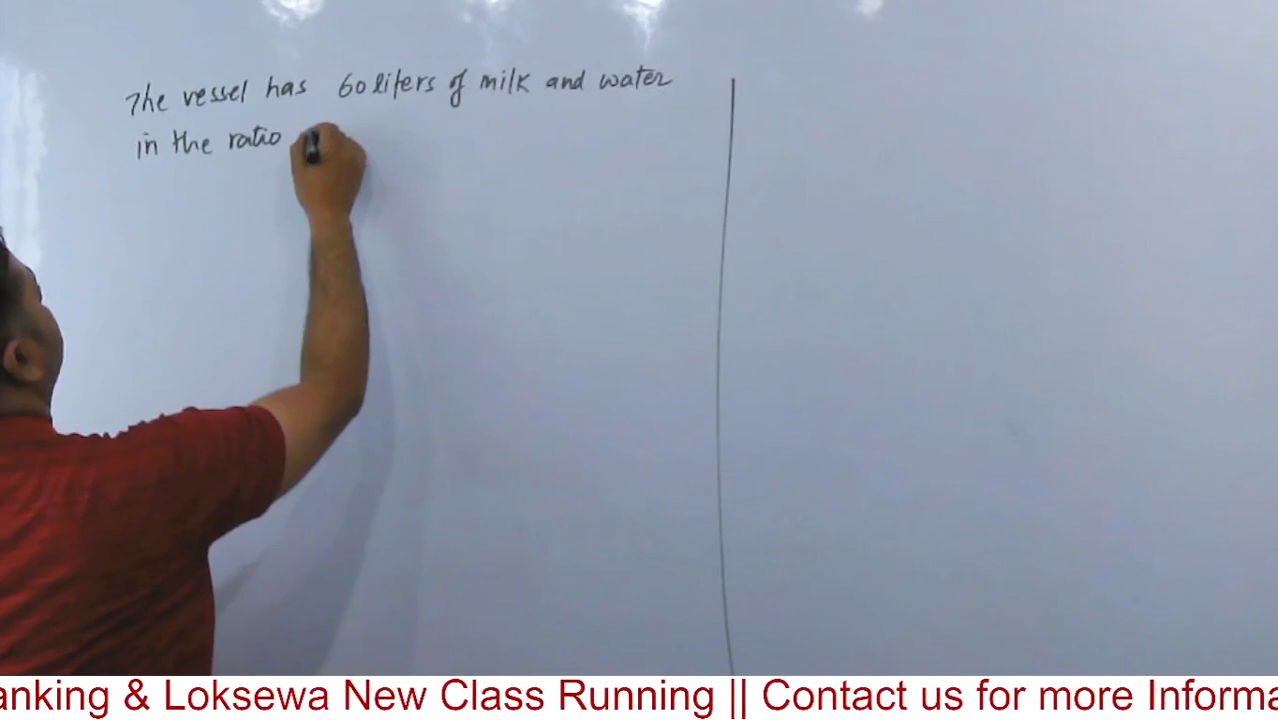 The vessel has 60 liters of milk and water
in the ratio
anking & Loksewa New Class Running || Contact us for more Informa